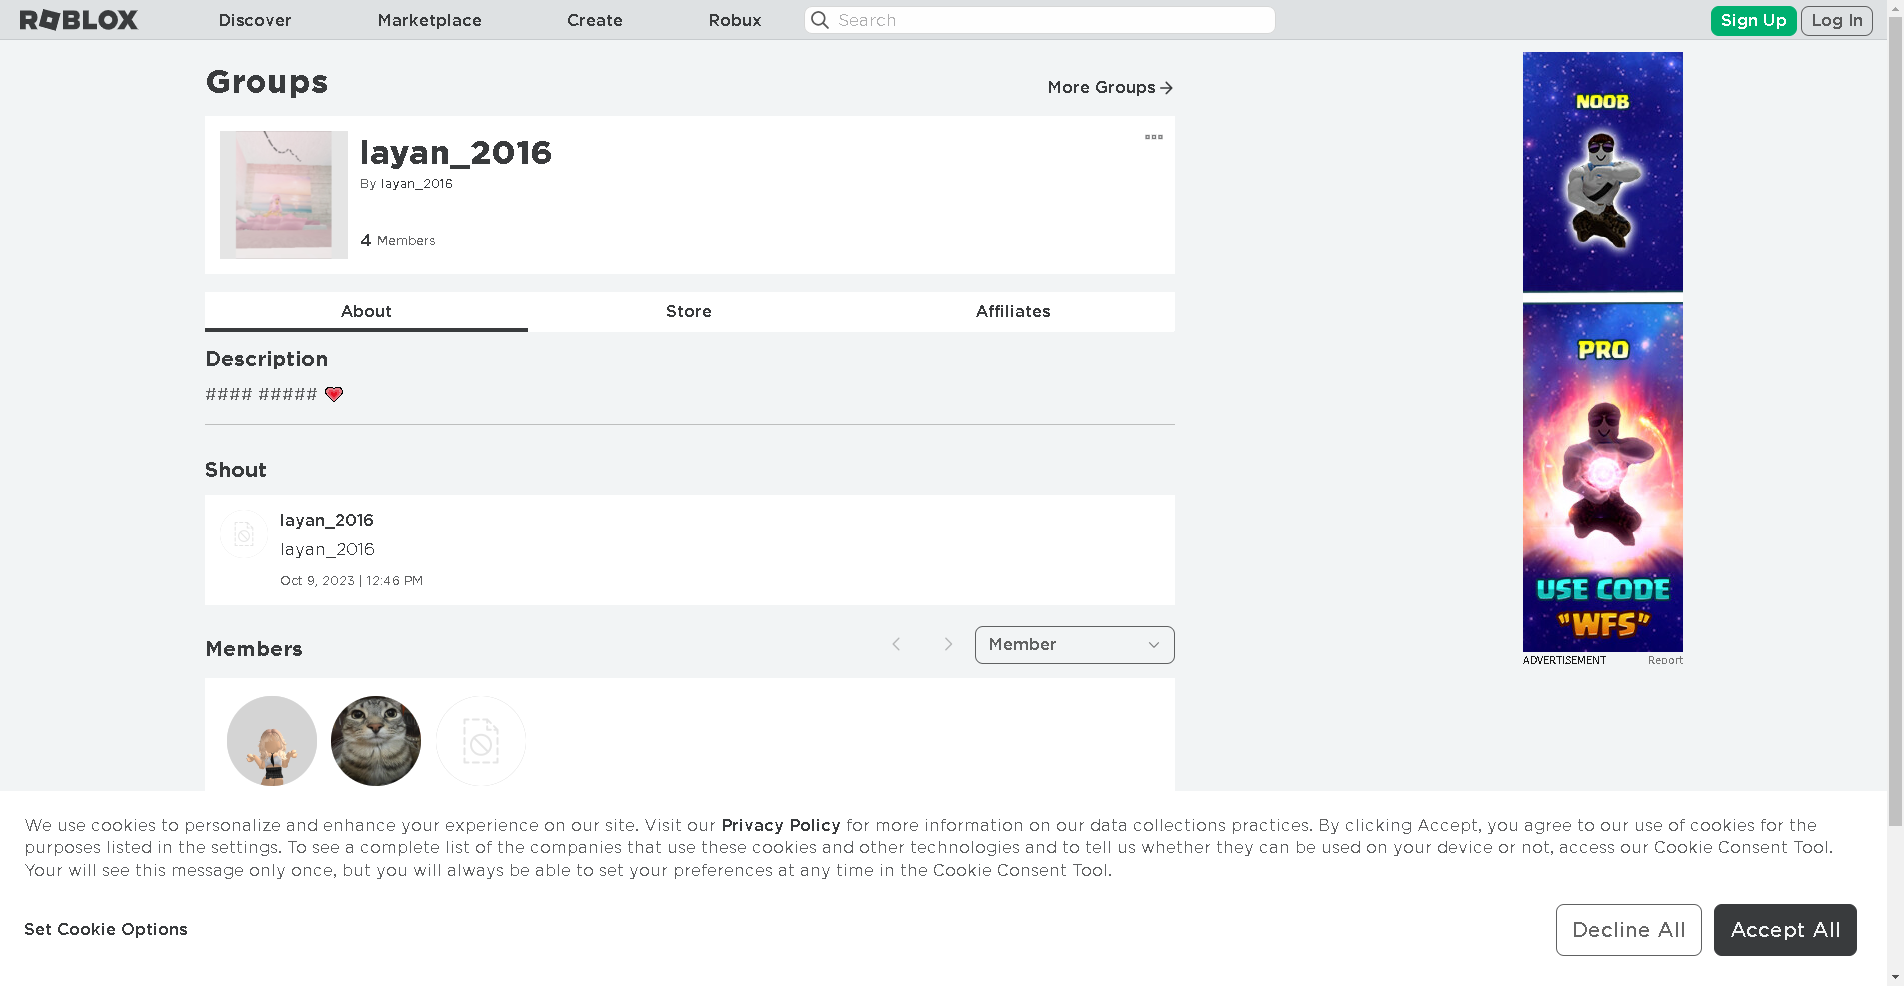 ROBLOX
Discover
Marketplace
Create
Robux
Search
Sign Up
Log In
Groups
More Groups
layan_2016
By layan_2016
4 Members
About
Store
Affiliates
Description
#### ##### ❤
Shout
layan_2016
layan_2016
Oct 9, 2023 | 12:46 PM
Members
Member
NOOB
PRO
USE CODE
"WFS"
ADVERTISEMENT
Report
We use cookies to personalize and enhance your experience on our site. Visit our Privacy Policy for more information on our data collections practices. By clicking Accept, you agree to our use of cookies for the
purposes listed in the settings. To see a complete list of the companies that use these cookies and other technologies and to tell us whether they can be used on your device or not, access our Cookie Consent Tool.
Your will see this message only once, but you will always be able to set your preferences at any time in the Cookie Consent Tool.
Set Cookie Options
Decline All
Accept All